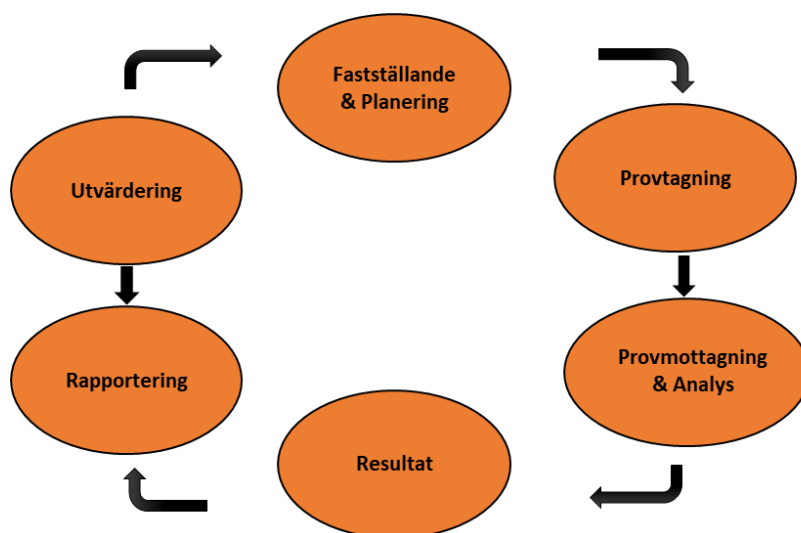 Fastställande
& Planering
Utvärdering
Provtagning
Rapportering
Provmottagning
& Analys
Resultat